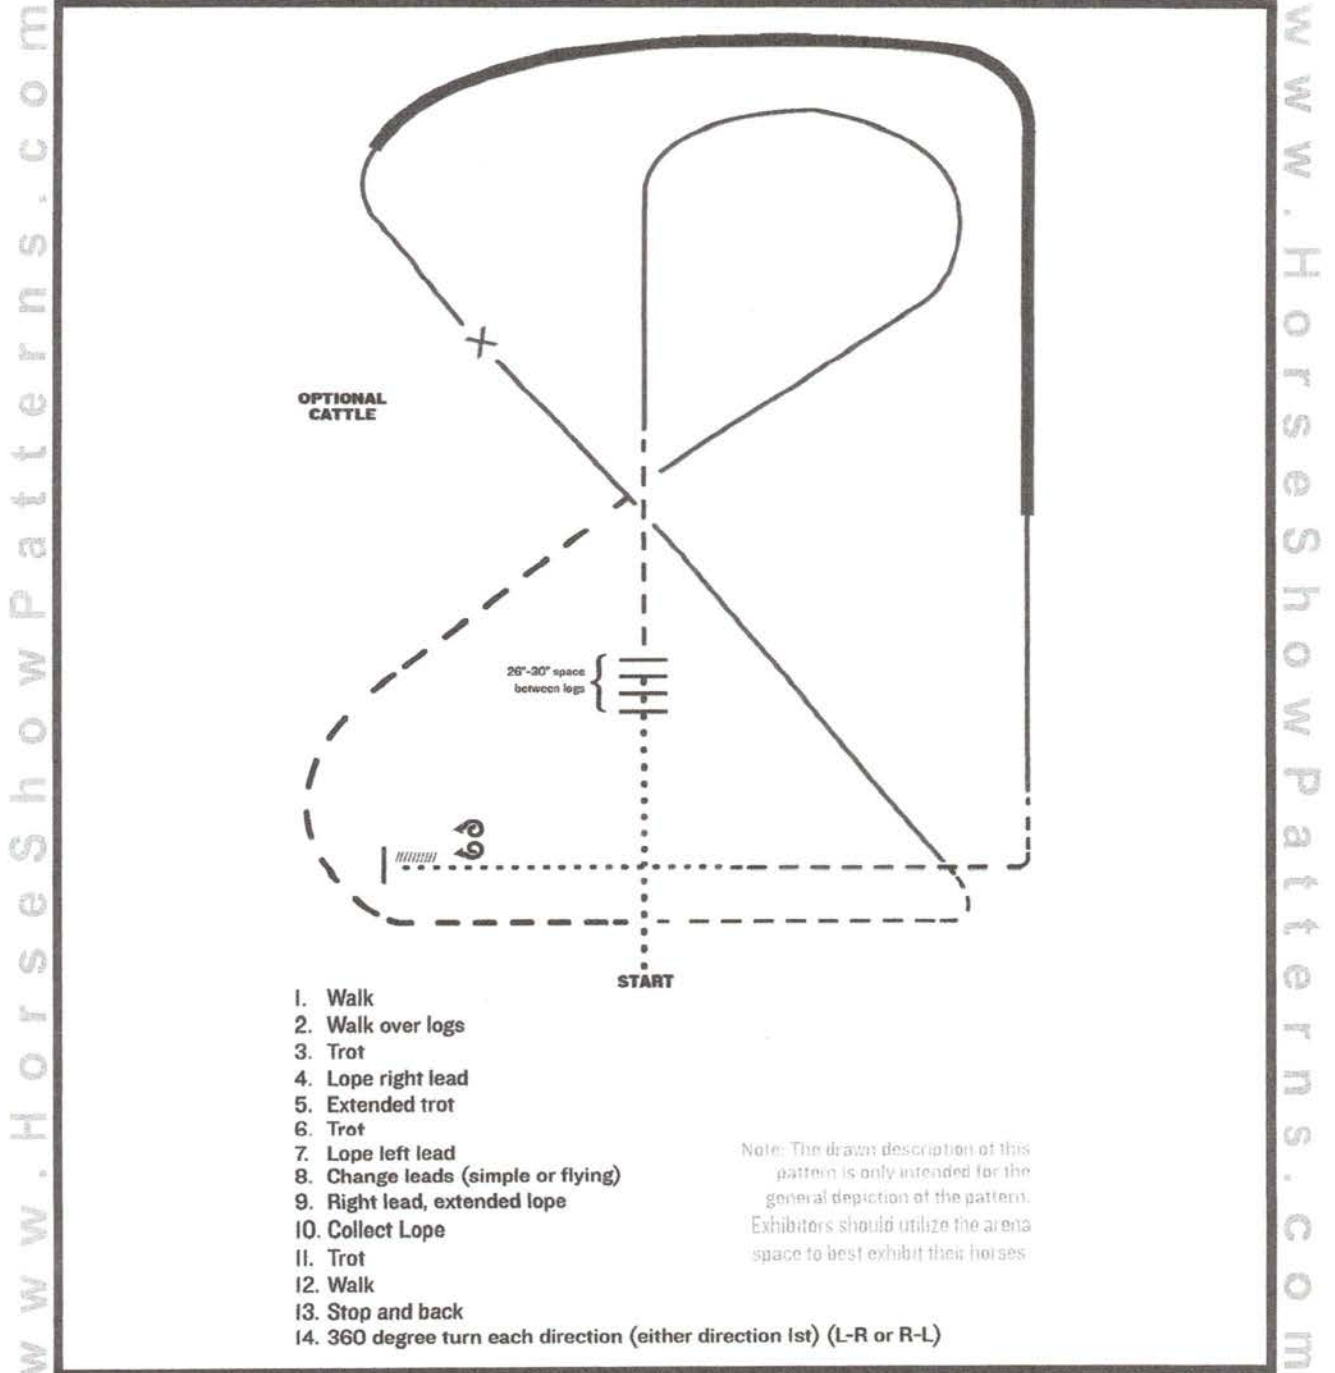 www.HorseShowPatterns.com
www.HorseShowPatterns.com
OPTIONAL
CATTLE
26"-30" space
between logs
START
1. Walk
2. Walk over logs
3. Trot
4. Lope right lead
5. Extended trot
6. Trot
7. Lope left lead
8. Change leads (simple or flying)
9. Right lead, extended lope
10. Collect Lope
11. Trot
12. Walk
13. Stop and back
14. 360 degree turn each direction (either direction 1st) (L-R or R-L)
Note: The drawn description of this
pattern is only intended for the
general depiction of the pattern.
Exhibitors should utilize the arena
space to best exhibit their horses